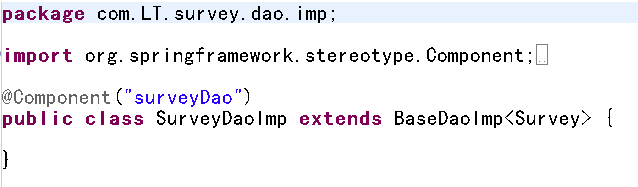 package com.LT.survey.dao.imp;
import org.springframework.stereotype.Component;
@Component("surveyDao")
public class SurveyDaoImp extends BaseDaoImp<Survey> {
}